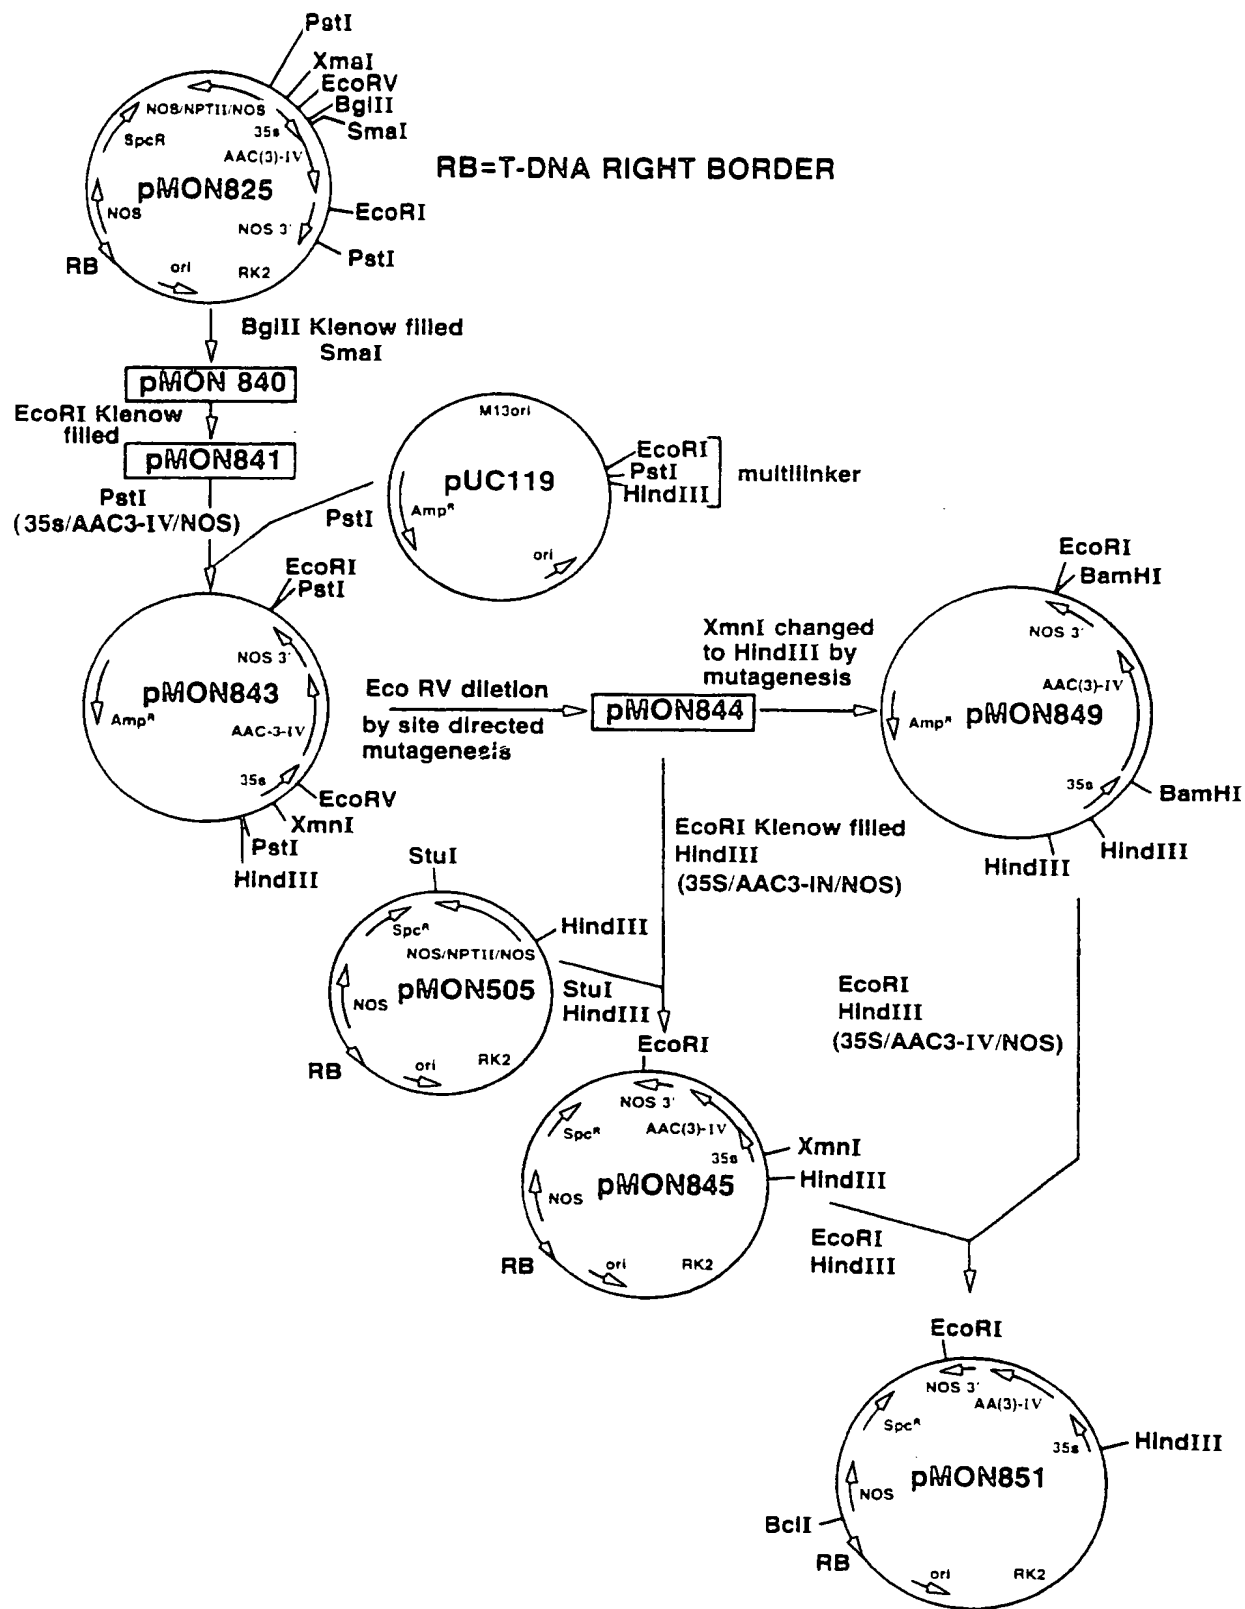 PstI
XmaI
EcoRV
BglII
SmaI
NOS/NPTII/NOS
35s
SpcR
AAC(3)-IV
pMON825
NOS
NOS 3'
EcoRI
PstI
RB
ori
RK2
RB=T-DNA RIGHT BORDER
BglII Klenow filled
SmaI
pMON 840
EcoRI Klenow
filled
pMON841
PstI
(35s/AAC3-IV/NOS)
M13ori
pUC119
AmpR
ori
EcoRI
PstI
HindIII
multilinker
PstI
EcoRI
PstI
NOS 3'
pMON843
AmpR
AAC-3-IV
35s
EcoRV
XmnI
PstI
HindIII
Eco RV diletion
by site directed
mutagenesis
pMON844
XmnI changed
to HindIII by
mutagenesis
EcoRI
BamHI
NOS 3'
AAC(3)-IV
AmpR
pMON849
35s
BamHI
HindIII
HindIII
EcoRI Klenow filled
HindIII
(35S/AAC3-IN/NOS)
StuI
SpcR
HindIII
NOS/NPTII/NOS
pMON505
NOS
RB
ori
RK2
StuI
HindIII
EcoRI
HindIII
(35S/AAC3-IV/NOS)
EcoRI
NOS 3'
SpcR
AAC(3)-IV
35s
XmnI
HindIII
pMON845
NOS
RB
ori
RK2
EcoRI
HindIII
EcoRI
NOS 3'
AA(3)-IV
SpcR
35s
HindIII
pMON851
NOS
BclI
RB
ori
RK2